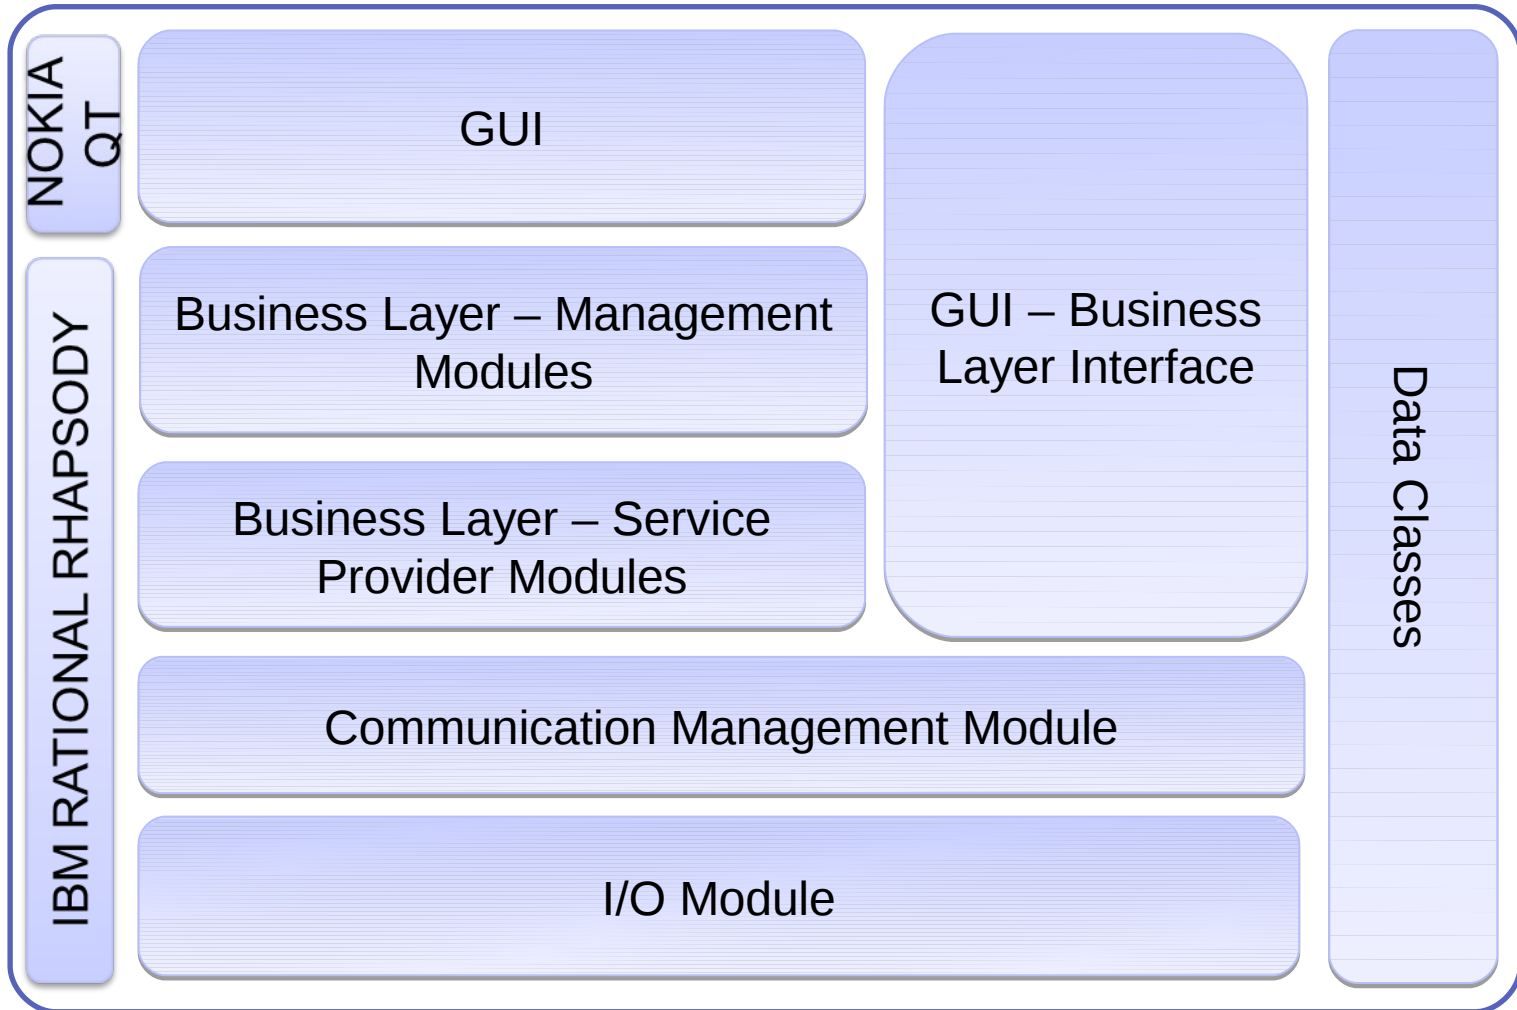 NOKIA
QT
GUI
Business Layer – Management
Modules
GUI – Business
Layer Interface
Data Classes
IBM RATIONAL RHAPSODY
Business Layer – Service
Provider Modules
Communication Management Module
I/O Module